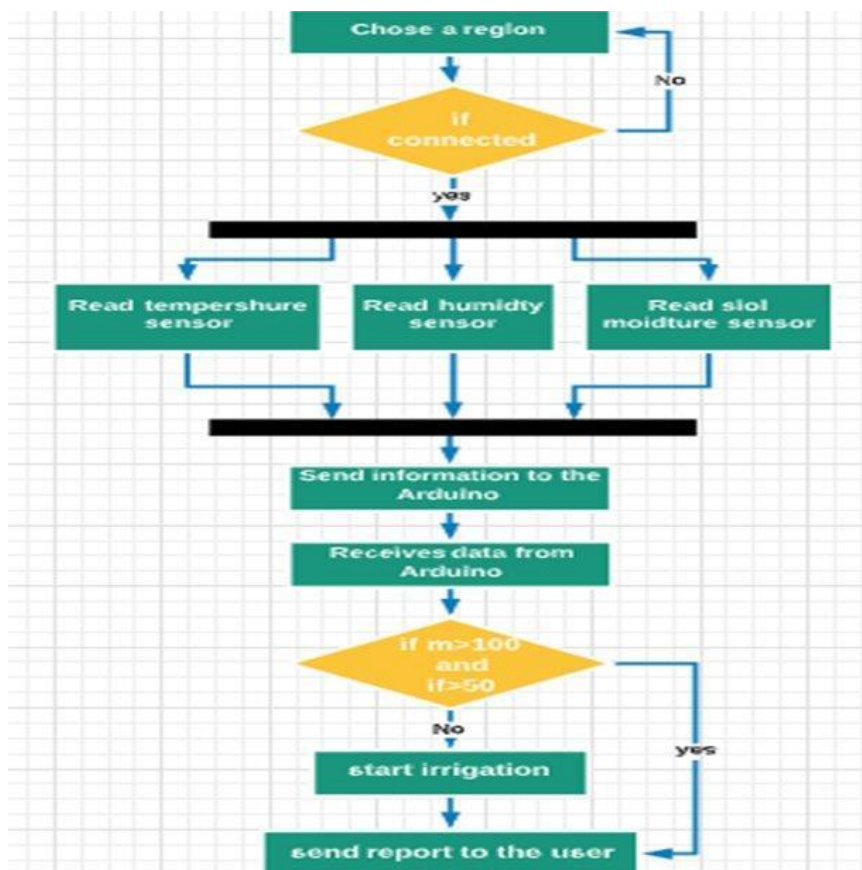 Chose a region
No
if
connected
yes
Read tempershure
sensor
Read humidty
sensor
Read siol
moidture sensor
Send information to the
Arduino
Receives data from
Arduino
if m>100
and
if>50
No
yes
start irrigation
send report to the user